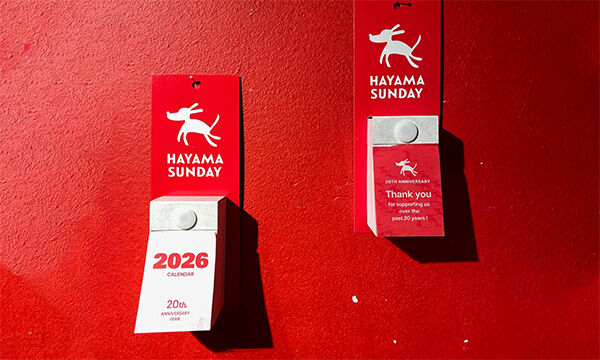 HAYAMA
SUNDAY
2026
CALENDAR
20th
ANNIVERSARY
YEAR
HAYAMA
SUNDAY
20TH ANNIVERSARY
Thank you
for supporting us
over the
past 20 years!